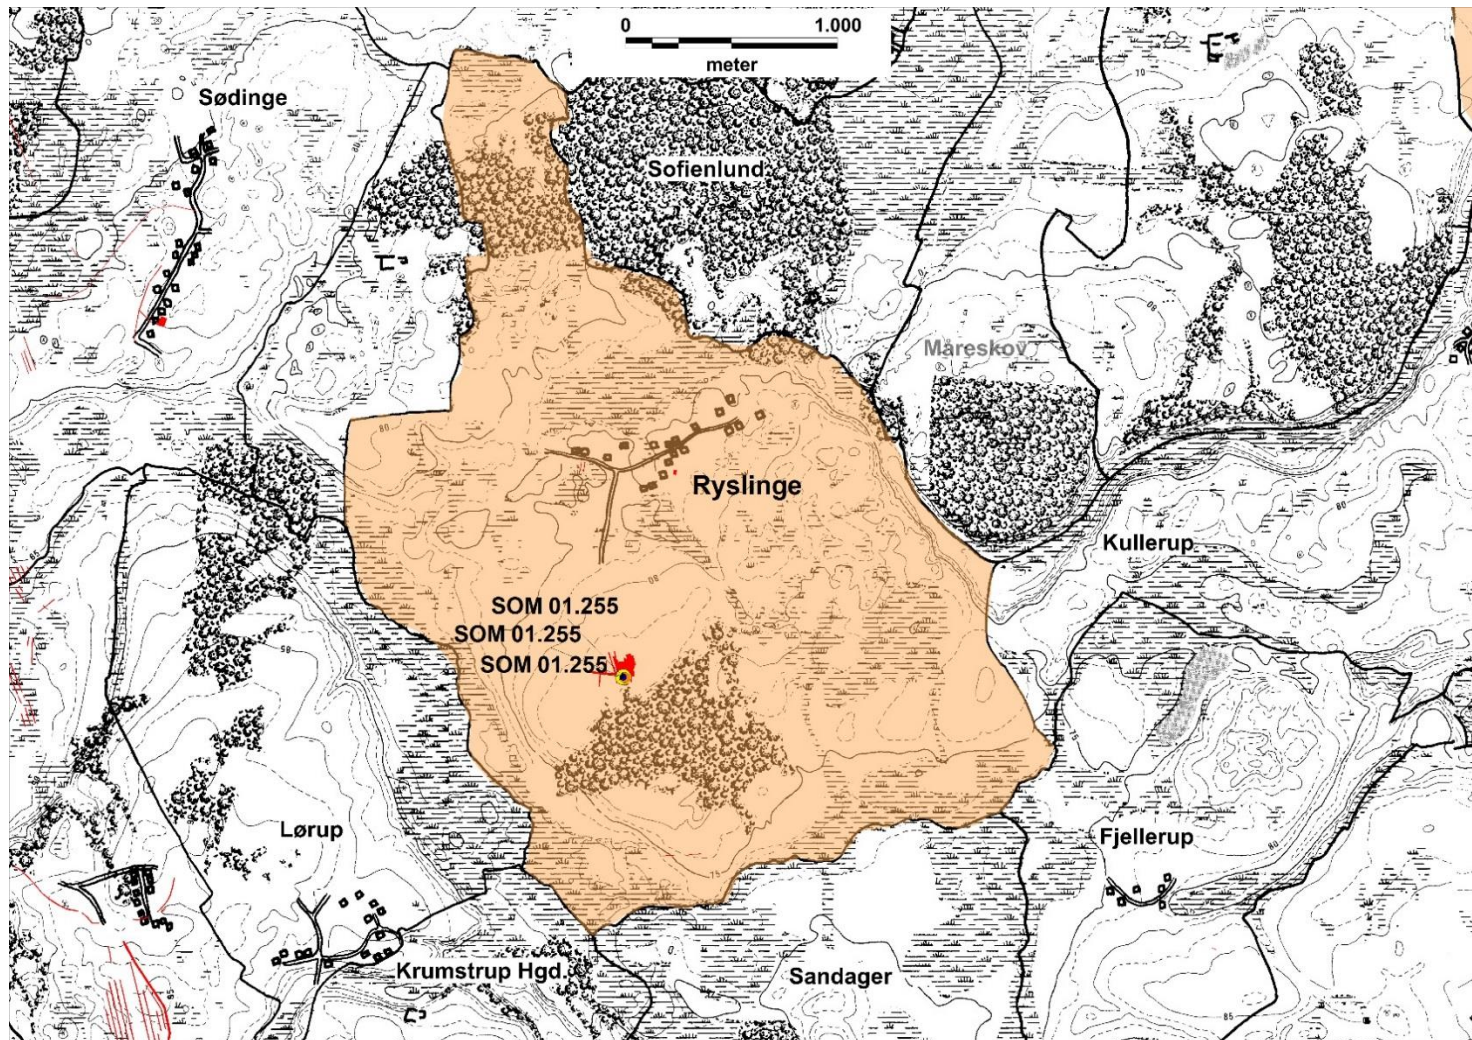 0 1.000
meter
Sødinge
Sofienlund
Måreskov
Ryslinge
Kullerup
SOM 01.255
SOM 01.255
SOM 01.255
Lørup
Fjellerup
Krumstrup Hgd.
Sandager